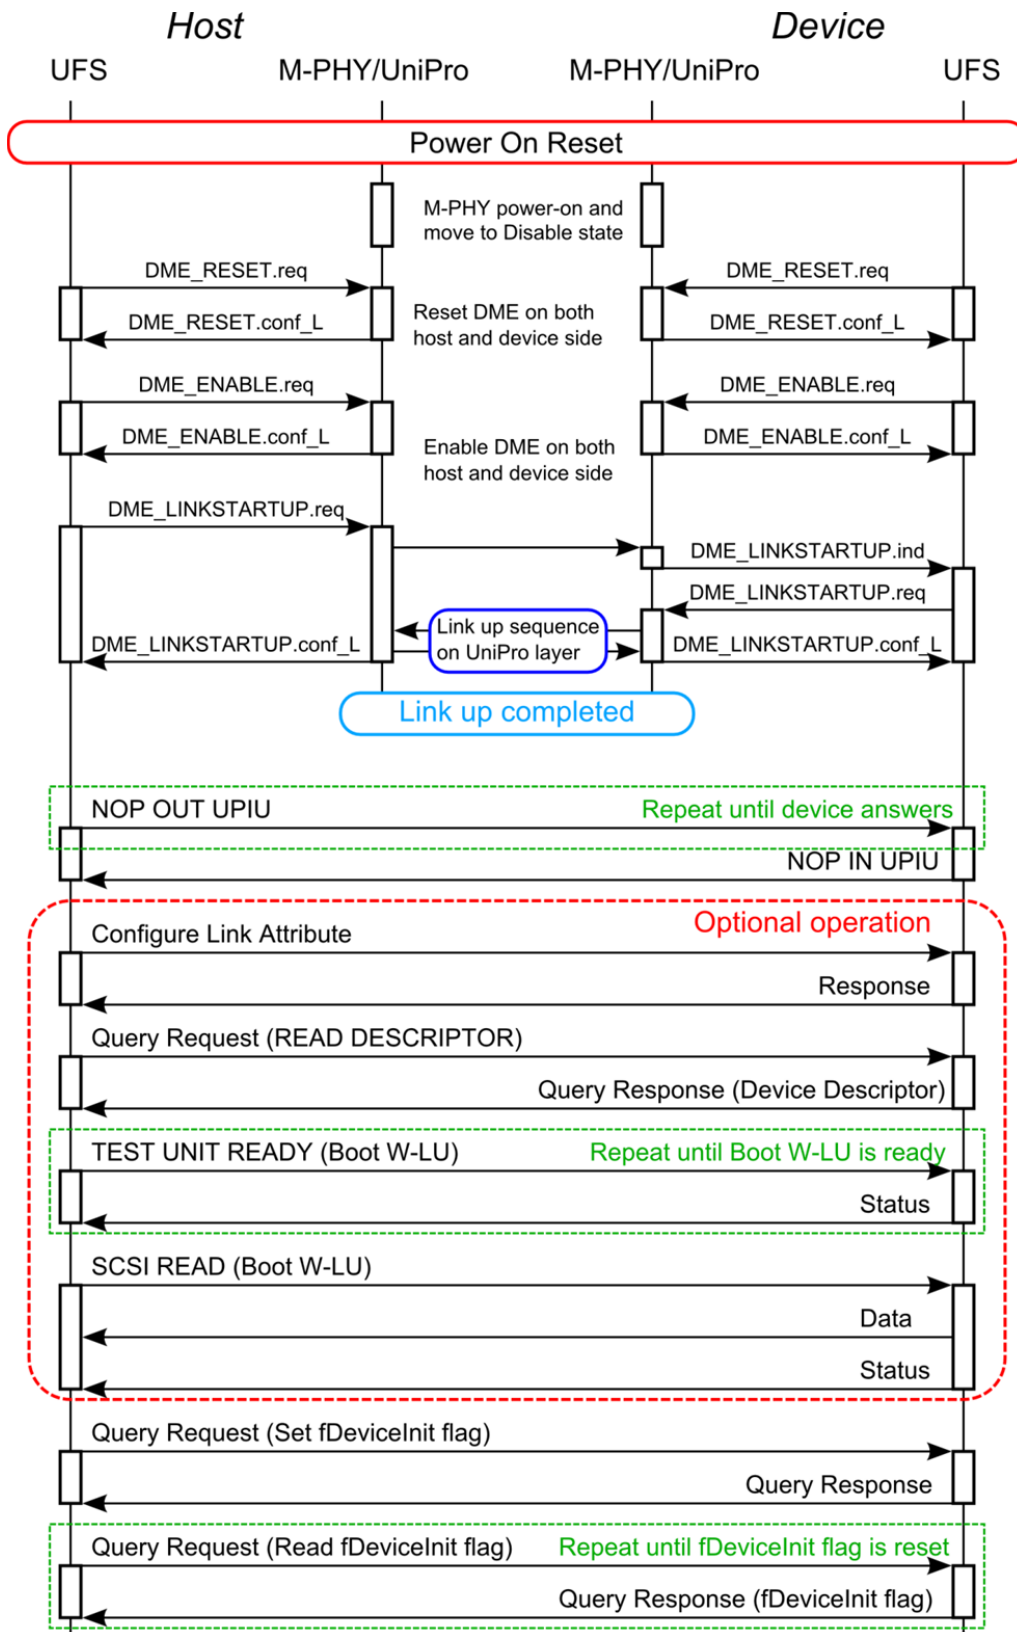 Host
Device
UFS
M-PHY/UniPro
M-PHY/UniPro
UFS
Power On Reset
M-PHY power-on and
move to Disable state
DME_RESET.req
DME_RESET.req
Reset DME on both
host and device side
DME_RESET.conf_L
DME_RESET.conf_L
DME_ENABLE.req
DME_ENABLE.req
DME_ENABLE.conf_L
DME_ENABLE.conf_L
Enable DME on both
host and device side
DME_LINKSTARTUP.req
DME_LINKSTARTUP.ind
DME_LINKSTARTUP.req
Link up sequence
on UniPro layer
DME_LINKSTARTUP.conf_L
DME_LINKSTARTUP.conf_L
Link up completed
NOP OUT UPIU
Repeat until device answers
NOP IN UPIU
Optional operation
Configure Link Attribute
Response
Query Request (READ DESCRIPTOR)
Query Response (Device Descriptor)
TEST UNIT READY (Boot W-LU)
Repeat until Boot W-LU is ready
Status
SCSI READ (Boot W-LU)
Data
Status
Query Request (Set fDeviceInit flag)
Query Response
Query Request (Read fDeviceInit flag)
Repeat until fDeviceInit flag is reset
Query Response (fDeviceInit flag)